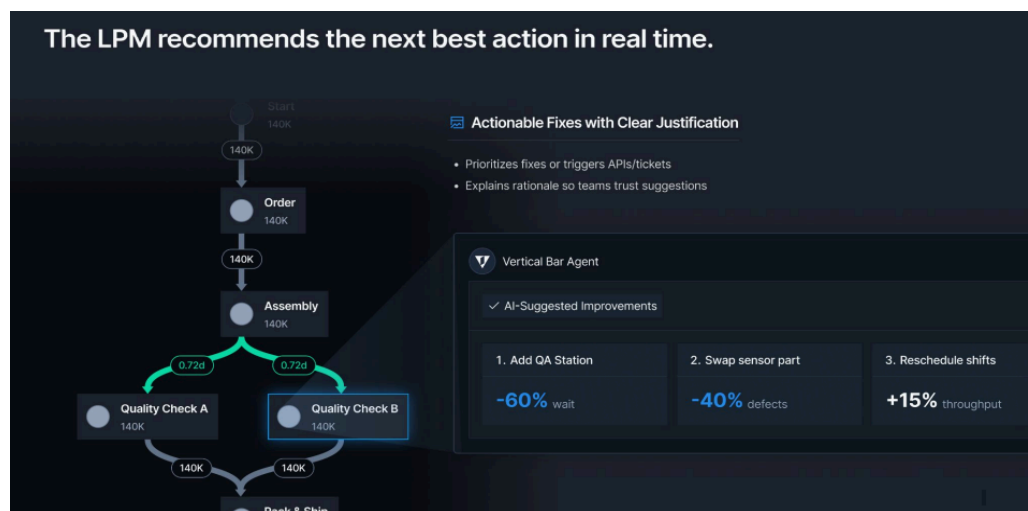 The LPM recommends the next best action in real time.
Start
140K
140K
Order
140K
140K
Assembly
140K
0.72d
0.72d
Quality Check A
140K
Quality Check B
140K
140K
140K
Pack & Ship
Actionable Fixes with Clear Justification
• Prioritizes fixes or triggers APIs/tickets
• Explains rationale so teams trust suggestions
Vertical Bar Agent
✓ AI-Suggested Improvements
1. Add QA Station
-60% wait
2. Swap sensor part
-40% defects
3. Reschedule shifts
+15% throughput